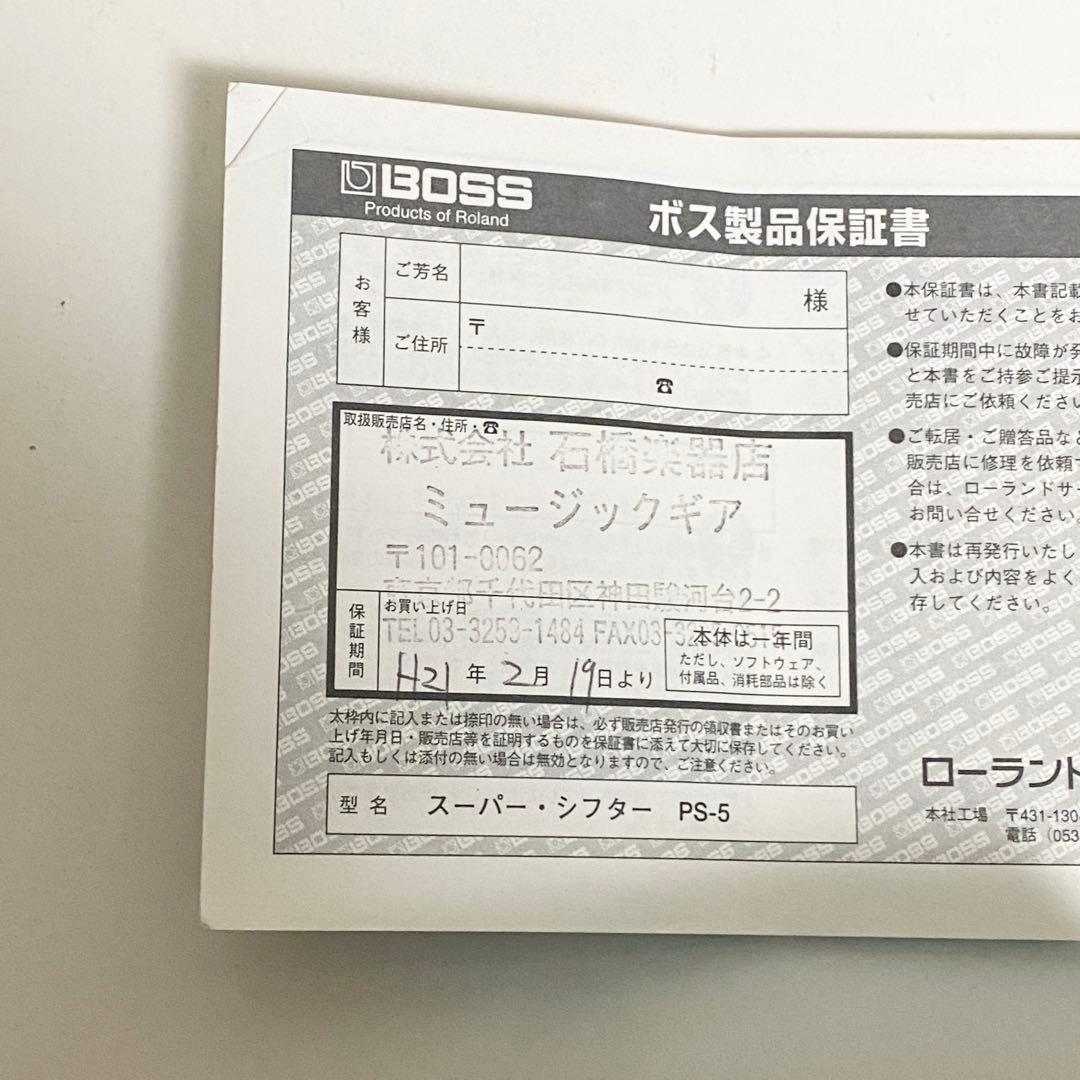 BOSS
Products of Roland
ボス製品保証書
お客様
ご芳名
様
ご住所
〒
☎
取扱販売店名・住所・☎
株式会社 石橋楽器店
ミュージックギア
〒101-0062
東京都千代田区神田駿河台2-2
保証期間
お買い上げ日
TEL 03-3253-1484 FAX03-
H21年 2月 19日より
本体は一年間
ただし、ソフトウェア、
付属品、消耗部品は除く
太枠内に記入または捺印の無い場合は、必ず販売店発行の領収書またはそのお買い
上げ年月日・販売店等を証明するものを保証書に添えて大切に保存してください。
記入もしくは添付の無い場合は無効となりますので、ご注意ください。
型名 スーパー・シフター PS-5
●本保証書は、本書記載
せていただくことをお
●保証期間中に故障が発
と本書をご持参ご提示
売店にご依頼ください
●ご転居・ご贈答品など
販売店に修理を依頼
合は、ローランドサ
お問い合せください。
●本書は再発行いたし
入および内容をよく
存してください。
ローランド
本社工場 〒431-130
電話（053